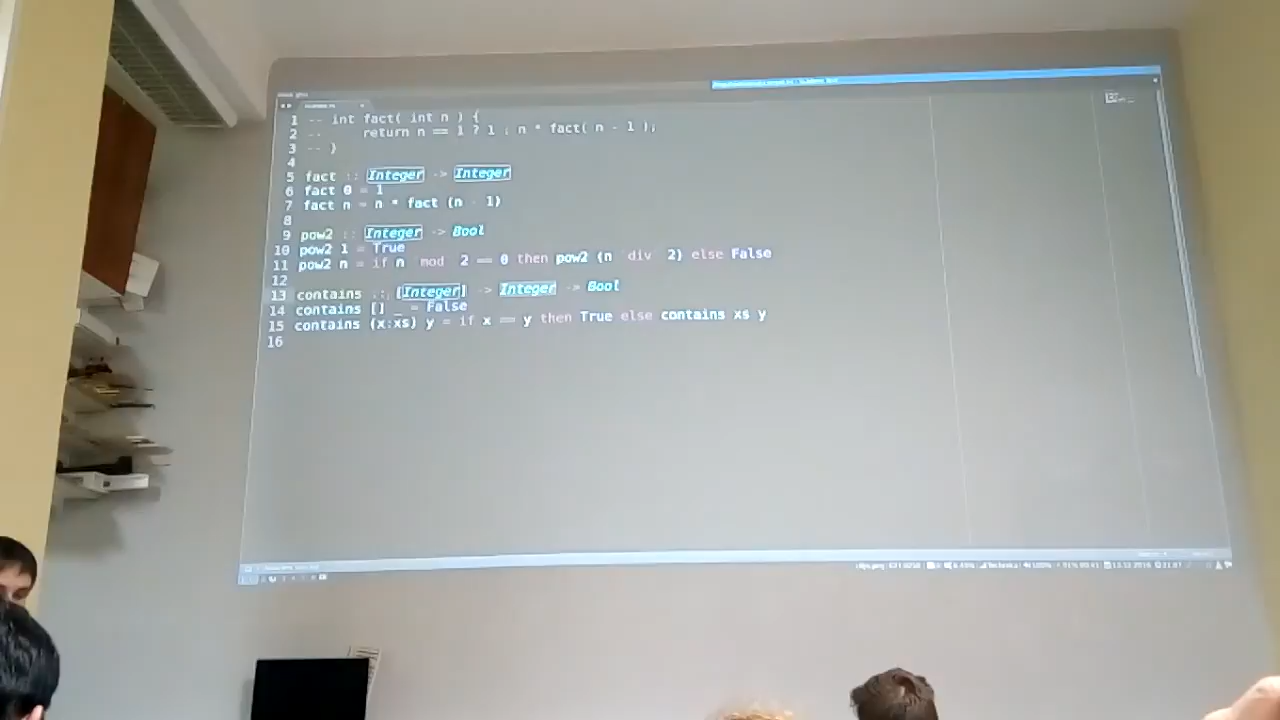 1 -- int fact( int n ) {
2 -- return n == 1 ? 1 : n * fact( n - 1 );
3 -- }
4
5 fact :: Integer -> Integer
6 fact 0 = 1
7 fact n = n * fact (n - 1)
8
9 pow2 :: Integer -> Bool
10 pow2 1 = True
11 pow2 n = if n `mod` 2 == 0 then pow2 (n `div` 2) else False
12
13 contains :: [Integer] -> Integer -> Bool
14 contains [] _ = False
15 contains (x:xs) y = if x == y then True else contains xs y
16